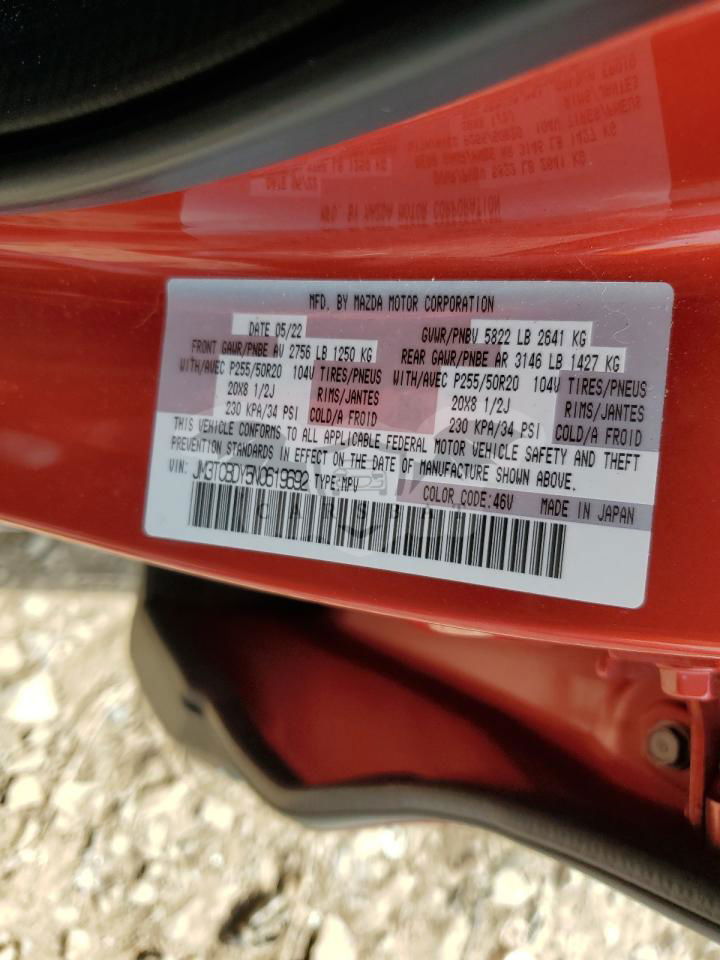 MFD. BY MAZDA MOTOR CORPORATION
DATE 05/22 GVWR/PNBV 5822 LB 2641 KG
FRONT GAWR/PNBE AV 2756 LB 1250 KG REAR GAWR/PNBE AR 3146 LB 1427 KG
WITH/AVEC P255/50R20 104V TIRES/PNEUS WITH/AVEC P255/50R20 104V TIRES/PNEUS
20X8 1/2J RIMS/JANTES 20X8 1/2J RIMS/JANTES
230 KPA/34 PSI COLD/A FROID 230 KPA/34 PSI COLD/A FROID
THIS VEHICLE CONFORMS TO ALL APPLICABLE FEDERAL MOTOR VEHICLE SAFETY AND THEFT
PREVENTION STANDARDS IN EFFECT ON THE DATE OF MANUFACTURE SHOWN ABOVE.
VIN: JM3TCBDY5N0619692 TYPE:MPV COLOR CODE:46V MADE IN JAPAN